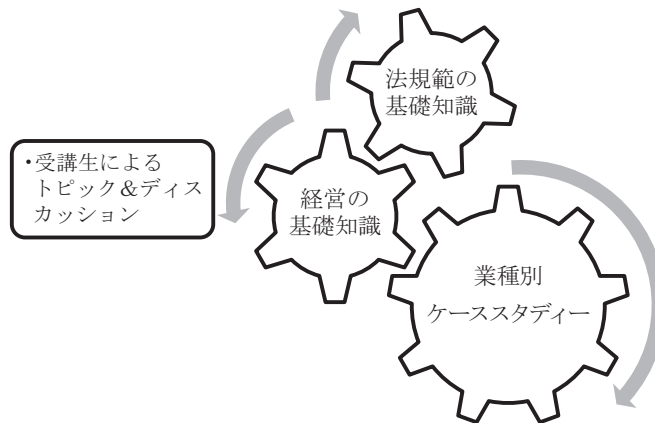 法規範の
基礎知識
・受講生による
トピック&ディス
カッション
経営の
基礎知識
業種別
ケーススタディー